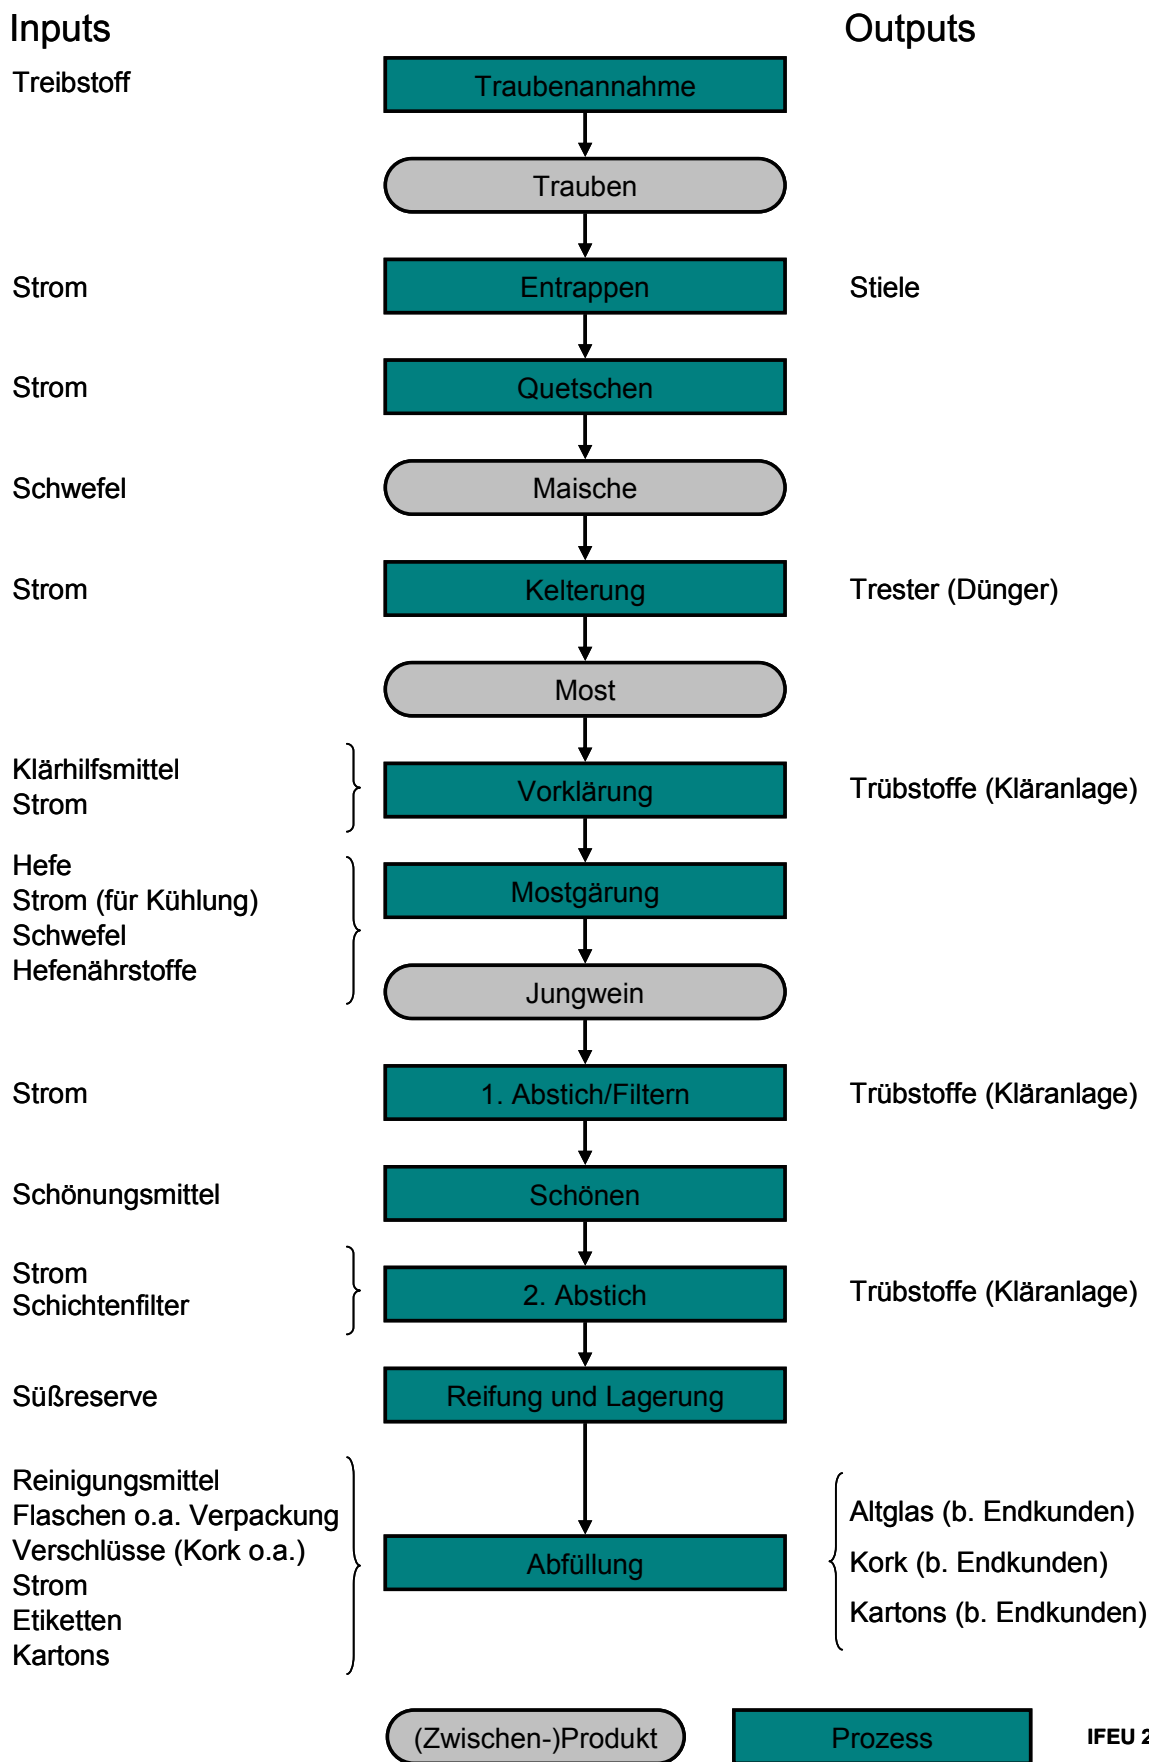 Inputs
Outputs
Treibstoff
Traubenannahme
Trauben
Strom
Entrappen
Stiele
Strom
Quetschen
Schwefel
Maische
Strom
Kelterung
Trester (Dünger)
Most
Klärhilfsmittel
Strom
Vorklärung
Trübstoffe (Kläranlage)
Hefe
Strom (für Kühlung)
Schwefel
Hefenährstoffe
Mostgärung
Jungwein
Strom
1. Abstich/Filtern
Trübstoffe (Kläranlage)
Schönungsmittel
Schönen
Strom
Schichtenfilter
2. Abstich
Trübstoffe (Kläranlage)
Süßreserve
Reifung und Lagerung
Reinigungsmittel
Flaschen o.a. Verpackung
Verschlüsse (Kork o.a.)
Strom
Etiketten
Kartons
Abfüllung
Altglas (b. Endkunden)
Kork (b. Endkunden)
Kartons (b. Endkunden)
(Zwischen-)Produkt
Prozess
IFEU